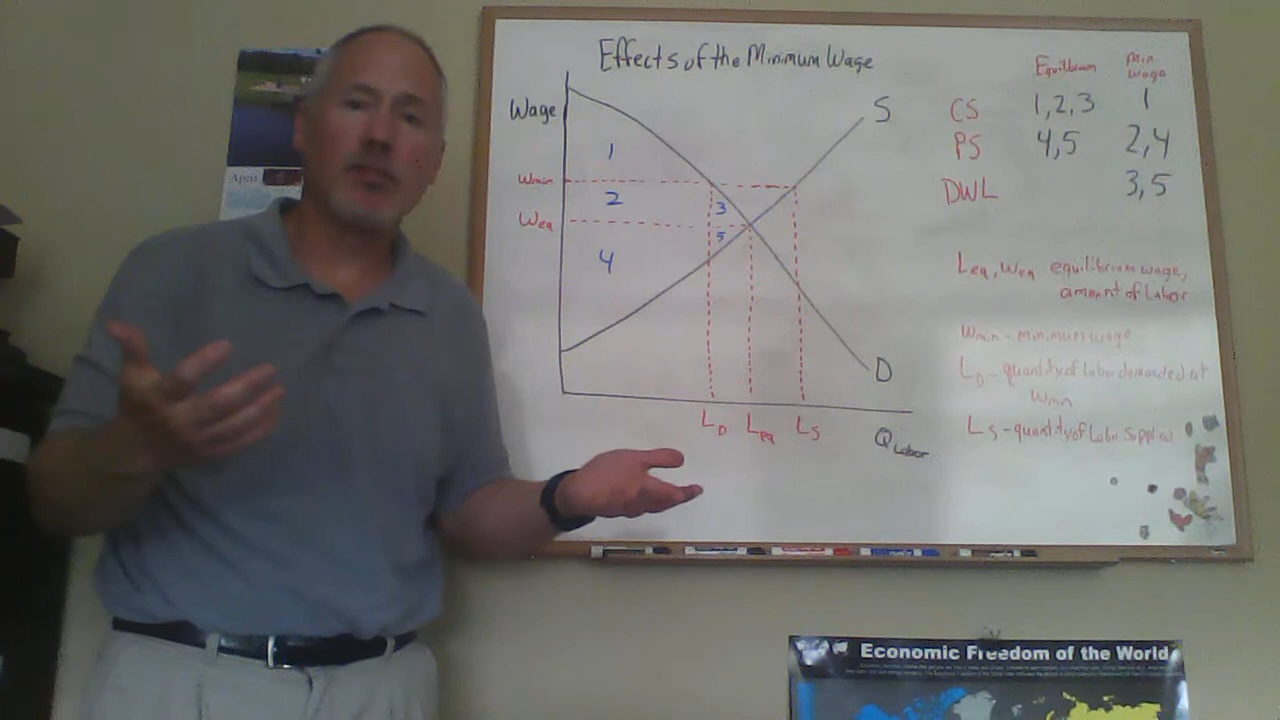 Effects of the Minimum Wage
Wage
Wmin
Weq
1
2
3
4
5
S
D
LD Leq LS
QLabor
Equilibrium Min. Wage
CS 1,2,3 1
PS 4,5 2,4
DWL 3,5
Leq, Weq equilibrium wage,
amount of Labor
Wmin - minimum wage
LD - quantity of labor demanded at
Wmin
LS - quantity of Labor Supplied
April
Economic Freedom of the World